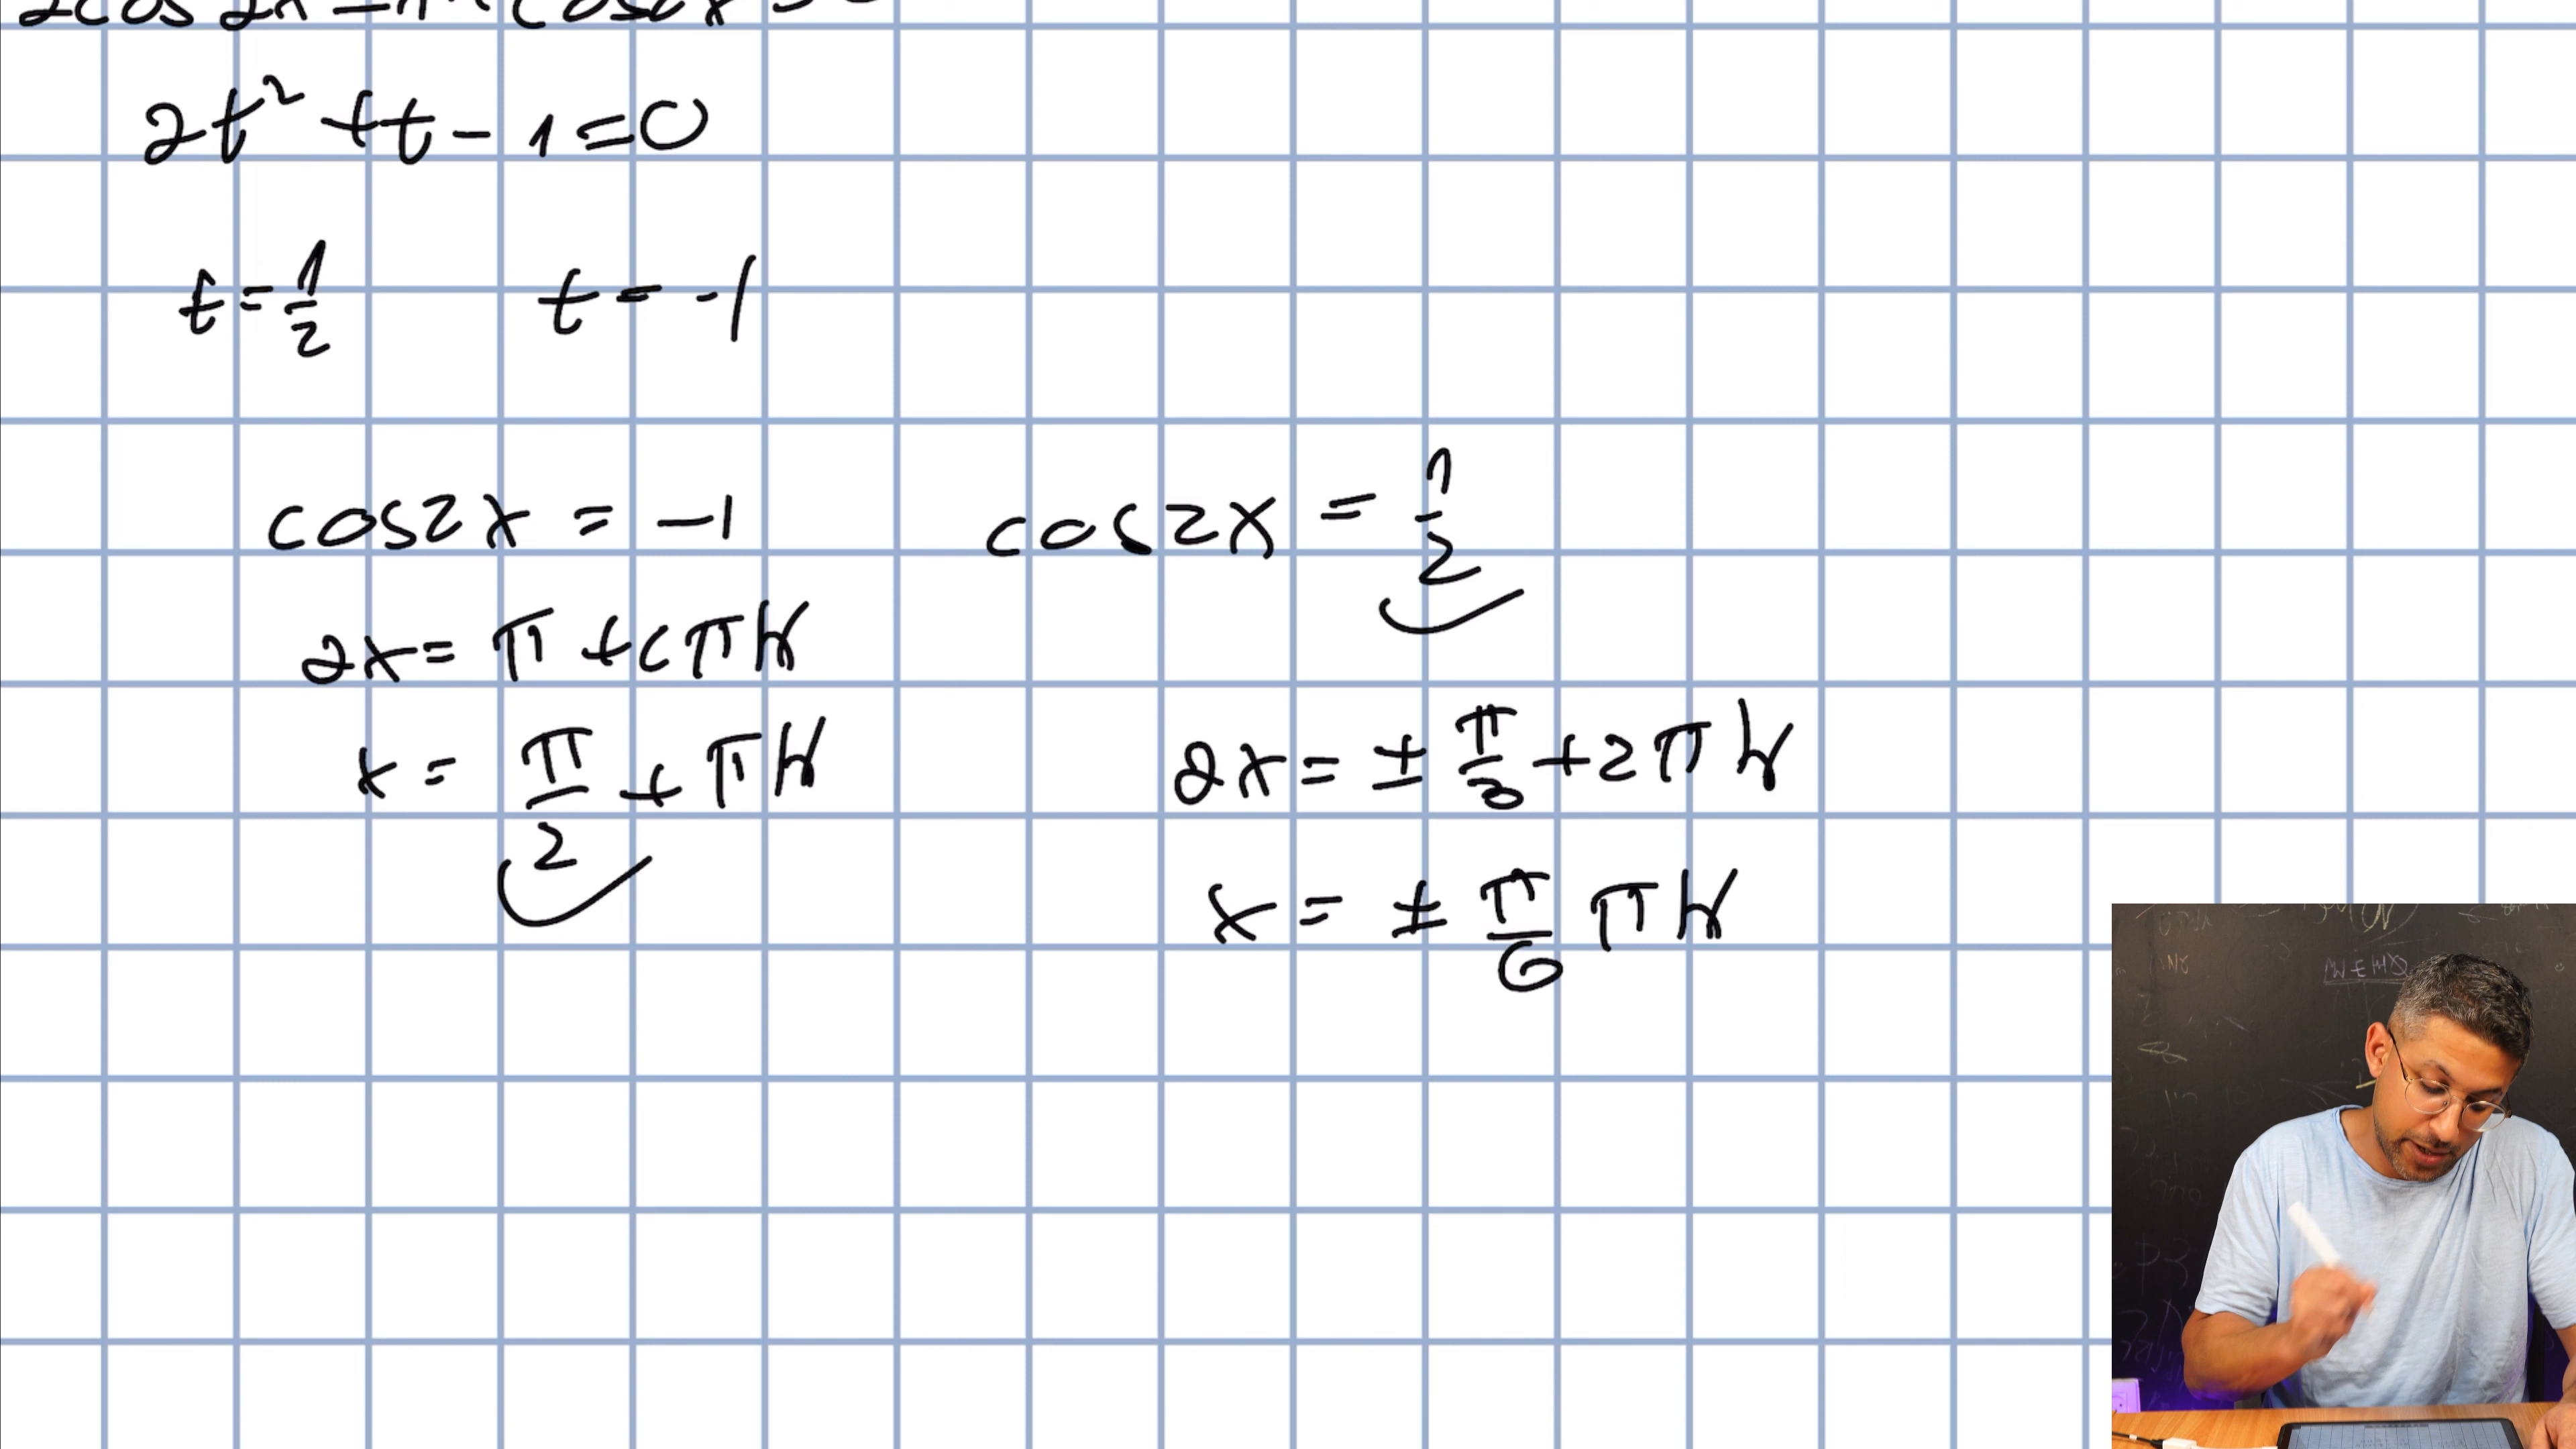 2t² + t - 1 = 0
t = 1/2 t = -1
cos2x = -1 cos2x = 1/2
2x = π + cπk
2x = ± π/3 + 2πk
x = π/2 + πk
x = ± π/6 πk